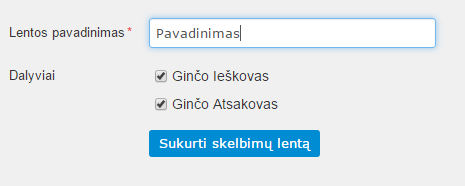 Lentos pavadinimas * Pavadinimas
Dalyviai
Ginčo Ieškovas
Ginčo Atsakovas
Sukurti skelbimų lentą